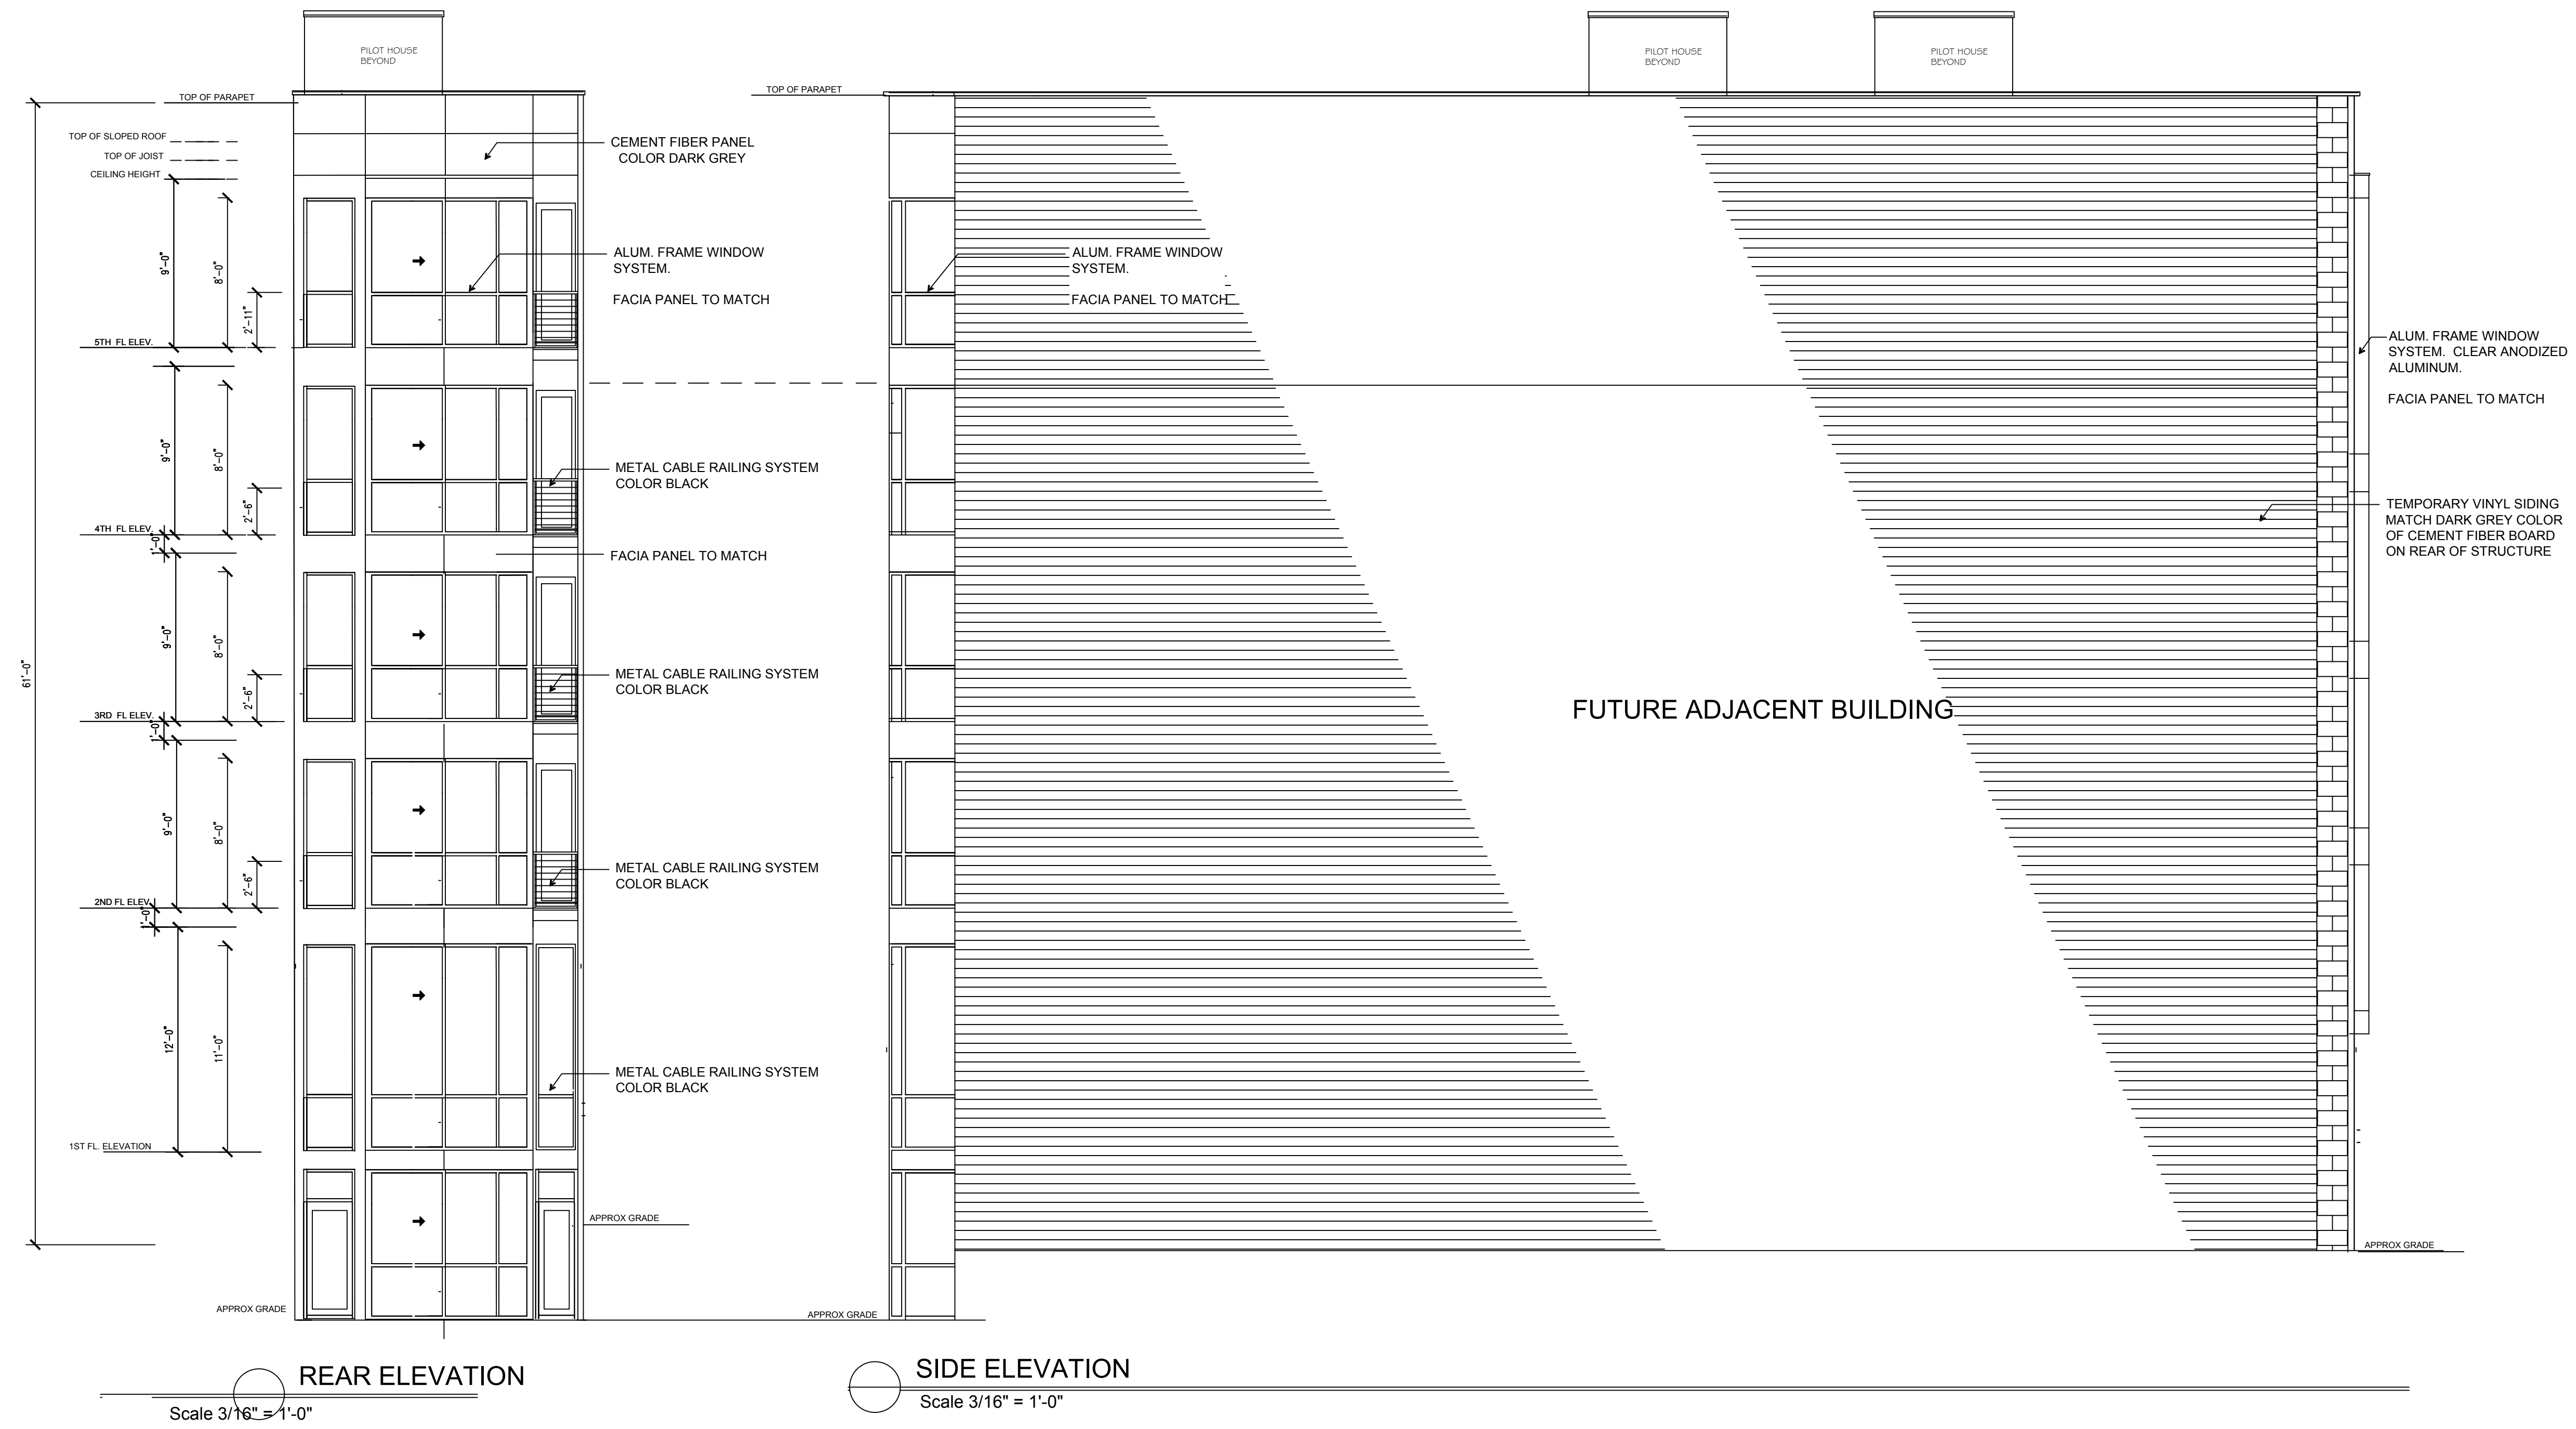 PILOT HOUSE
BEYOND
PILOT HOUSE
BEYOND
PILOT HOUSE
BEYOND
TOP OF PARAPET
TOP OF PARAPET
TOP OF SLOPED ROOF
TOP OF JOIST
CEILING HEIGHT
CEMENT FIBER PANEL
COLOR DARK GREY
9'-0"
8'-0"
2'-11"
ALUM. FRAME WINDOW
SYSTEM.
FACIA PANEL TO MATCH
ALUM. FRAME WINDOW
SYSTEM.
FACIA PANEL TO MATCH
5TH FL ELEV.
ALUM. FRAME WINDOW
SYSTEM. CLEAR ANODIZED
ALUMINUM.
FACIA PANEL TO MATCH
9'-0"
8'-0"
2'-6"
METAL CABLE RAILING SYSTEM
COLOR BLACK
4TH FL ELEV.
1'-0"
TEMPORARY VINYL SIDING
MATCH DARK GREY COLOR
OF CEMENT FIBER BOARD
ON REAR OF STRUCTURE
FACIA PANEL TO MATCH
61'-0"
9'-0"
8'-0"
2'-6"
METAL CABLE RAILING SYSTEM
COLOR BLACK
3RD FL ELEV.
1'-0"
FUTURE ADJACENT BUILDING
9'-0"
8'-0"
2'-6"
METAL CABLE RAILING SYSTEM
COLOR BLACK
2ND FL ELEV.
1'-0"
12'-0"
11'-0"
METAL CABLE RAILING SYSTEM
COLOR BLACK
1ST FL. ELEVATION
APPROX GRADE
APPROX GRADE
APPROX GRADE
APPROX GRADE
REAR ELEVATION
Scale 3/16" = 1'-0"
SIDE ELEVATION
Scale 3/16" = 1'-0"